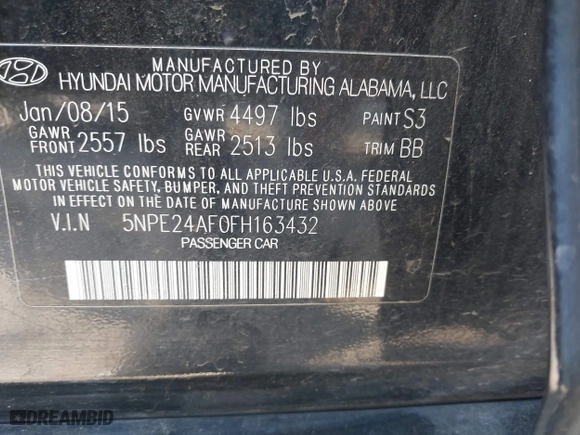 MANUFACTURED BY
HYUNDAI MOTOR MANUFACTURING ALABAMA, LLC
Jan/08/15 GVWR 4497 lbs PAINT S3
GAWR FRONT 2557 lbs GAWR REAR 2513 lbs TRIM BB
THIS VEHICLE CONFORMS TO ALL APPLICABLE U.S.A. FEDERAL
MOTOR VEHICLE SAFETY, BUMPER, AND THEFT PREVENTION STANDARDS
IN EFFECT ON THE DATE OF MANUFACTURE SHOWN ABOVE
V.I.N 5NPE24AF0FH163432
PASSENGER CAR
DREAMBID